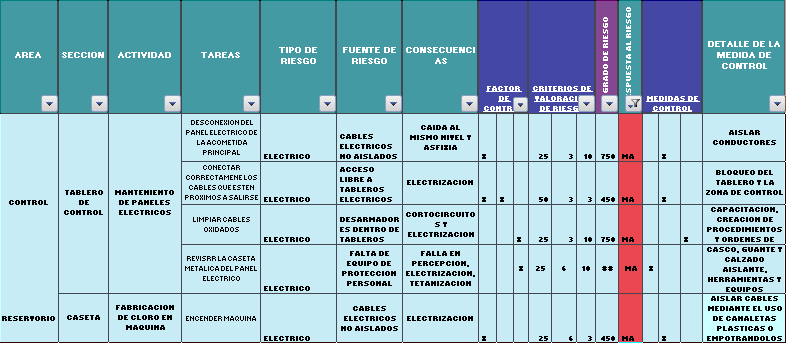 AREA
SECCION
ACTIVIDAD
TAREAS
TIPO DE
RIESGO
FUENTE DE
RIESGO
CONSECUENCI
AS
FACTOR
DE
CONTR
CRITERIOS DE
RIESG
GRADO DE RIESGO
SPUESTA AL RIESGO
MEDIDAS DE
CONTROL
DETALLE DE LA
MEDIDA DE
CONTROL
CONTROL
TABLERO
DE
CONTROL
MANTENIENTO
DE PANELES
ELECTRICOS
DESCONEXION DEL
PANEL ELECTRICO DE
LA ACOMETIDA
PRINCIPAL
ELECTRICO
CABLES
ELECTRICOS
NO AISLADOS
CAIDA AL
MISMO NIVEL Y
ASFIXIA
X 25 3 10 750 MA X
AISLAR
CONDUCTORES
CONECTAR
CORRECTAMENE LOS
CABLES QUE ESTEN
PROXIMOS A SALIRSE
ELECTRICO
ACCESO
LIBRE A
TABLEROS
ELECTRICOS
ELECTRIZACION
X X 50 3 3 450 MA X
BLOQUEO DEL
TABLERO Y LA
ZONA DE CONTROL
LIMPIAR CABLES
OXIDADOS
ELECTRICO
DESARMADOR
ES DENTRO DE
TABLEROS
CORTOCIRCUITO
S Y
ELECTRIZACION
X 25 3 10 750 MA X
CAPACITACION,
CREACION DE
PROCEDIMIENTOS
Y ORDENES DE
REVISRR LA CASETA
METALICA DEL PANEL
ELECTRICO
ELECTRICO
FALTA DE
EQUIPO DE
PROTECCION
PERSONAL
FALLA EN
PERCEPCION,
ELECTRIZACION,
TETANIZACION
X 25 6 10 ## MA X
CASCO, GUANTE Y
CALZADO
AISLANTE,
HERRAMIENTAS Y
EQUIPOS
RESERVORIO
CASETA
FABRICACION
DE CLORO EN
MAQUINA
ENCENDER MAQUINA
ELECTRICO
CABLES
ELECTRICOS
NO AISLADOS
ELECTRIZACION
X 25 6 3 450 MA X
AISLAR CABLES
MEDIANTE EL USO
DE CANALETAS
PLASTICAS O
EMPOTRANDOLOS